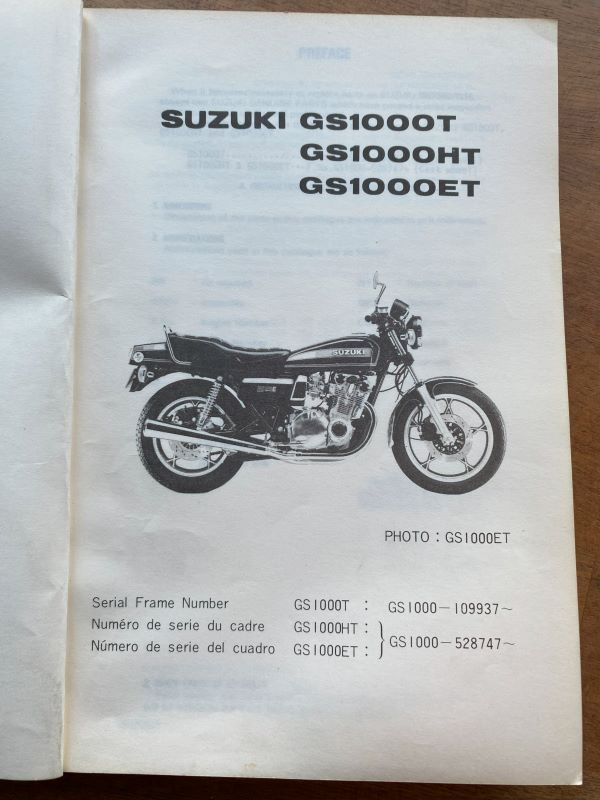 PREFACE
SUZUKI GS1000T
GS1000HT
GS1000ET
SUZUKI
PHOTO : GS1000ET
Serial Frame Number GS1000T : GS1000-109937~
Numéro de serie du cadre GS1000HT :
Número de serie del cuadro GS1000ET : } GS1000-528747~